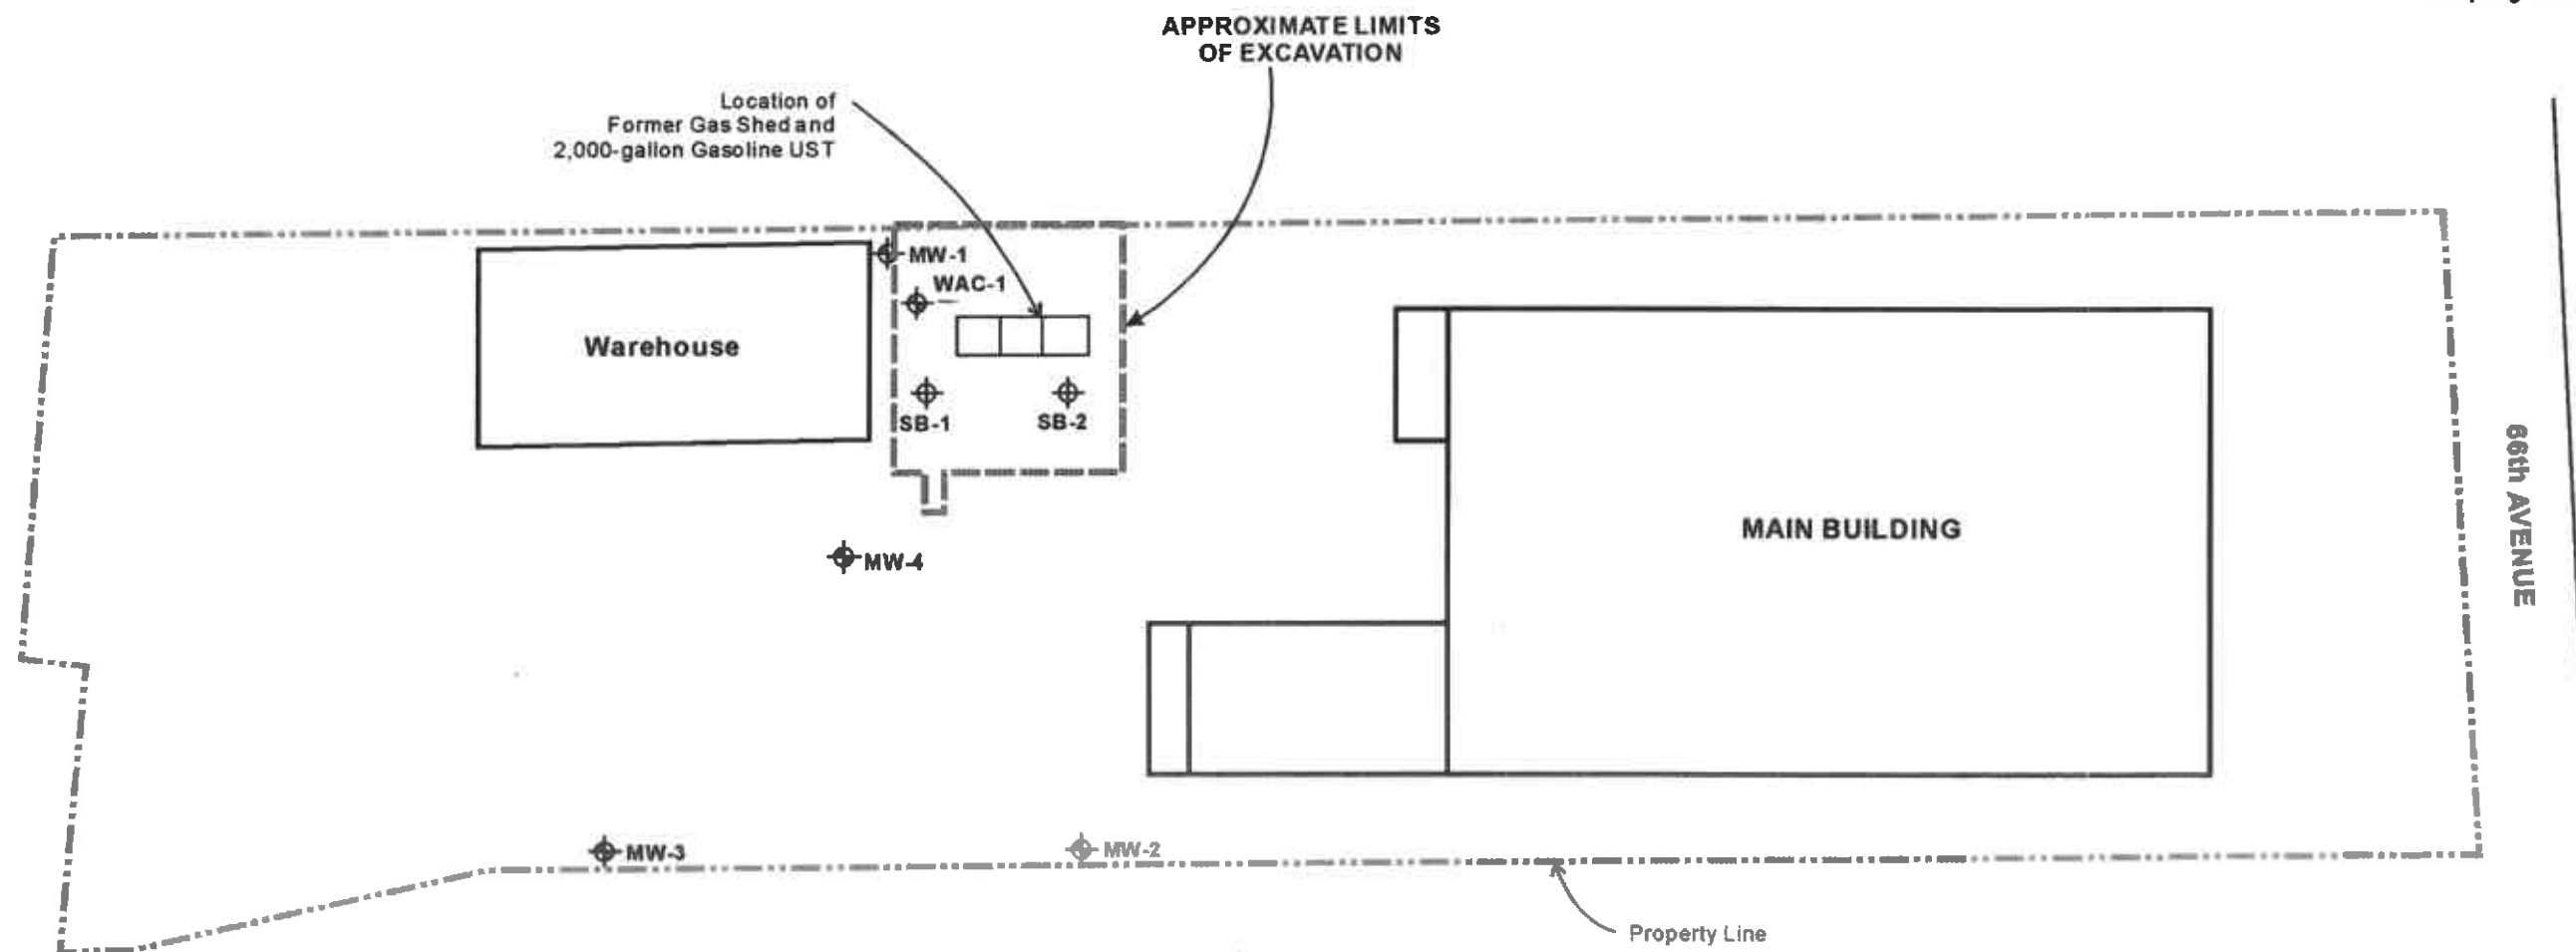 APPROXIMATE LIMITS
OF EXCAVATION
Location of
Former Gas Shed and
2,000-gallon Gasoline UST
MW-1
WAC-1
Warehouse
SB-1
SB-2
66th AVENUE
MAIN BUILDING
MW-4
MW-3
MW-2
Property Line